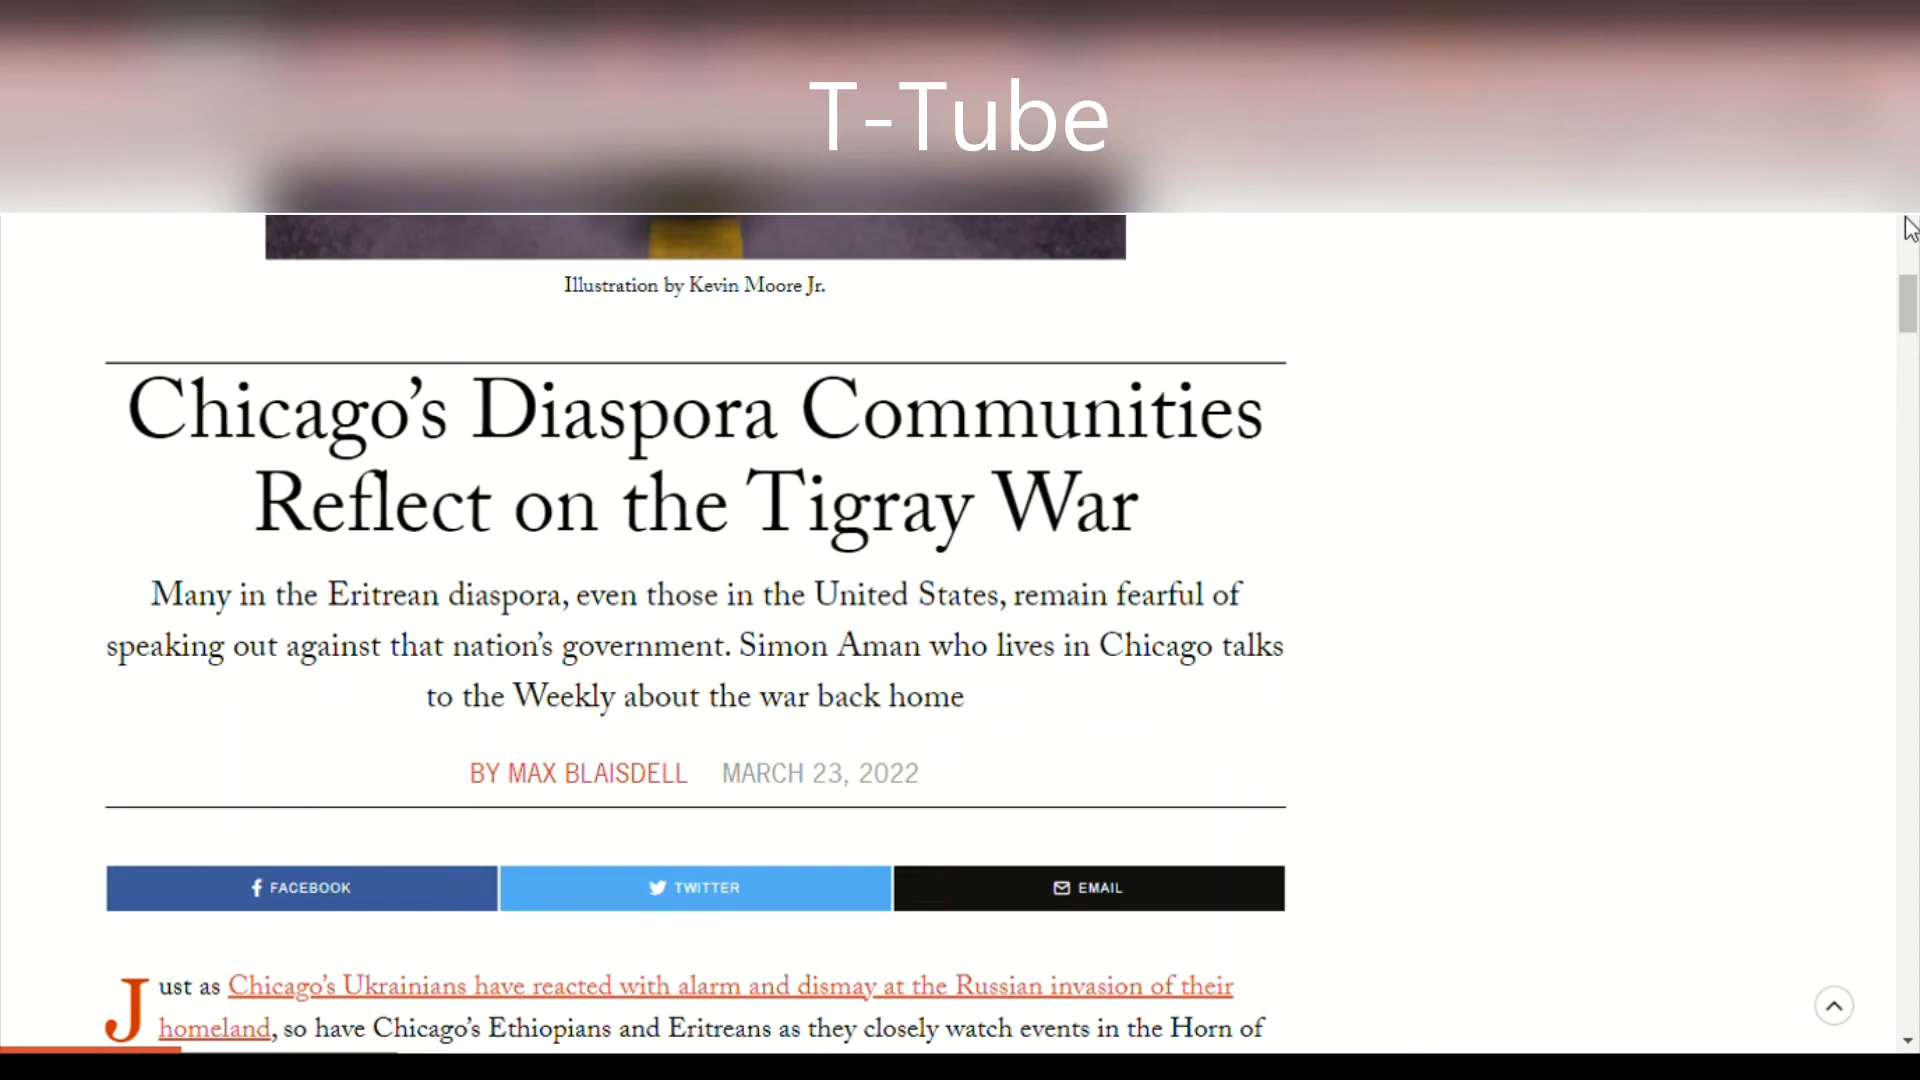 T-Tube
Illustration by Kevin Moore Jr.
Chicago’s Diaspora Communities
Reflect on the Tigray War
Many in the Eritrean diaspora, even those in the United States, remain fearful of
speaking out against that nation’s government. Simon Aman who lives in Chicago talks
to the Weekly about the war back home
BY MAX BLAISDELL MARCH 23, 2022
FACEBOOK TWITTER EMAIL
Just as Chicago’s Ukrainians have reacted with alarm and dismay at the Russian invasion of their
homeland, so have Chicago’s Ethiopians and Eritreans as they closely watch events in the Horn of